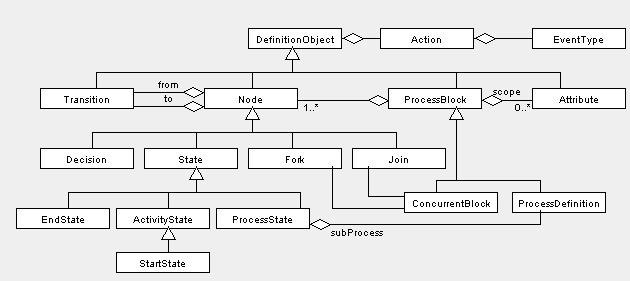 DefinitionObject
Action
EventType
from
to
scope
Transition
Node
1..*
ProcessBlock
0..*
Attribute
Decision
State
Fork
Join
EndState
ActivityState
ProcessState
ConcurrentBlock
ProcessDefinition
subProcess
StartState